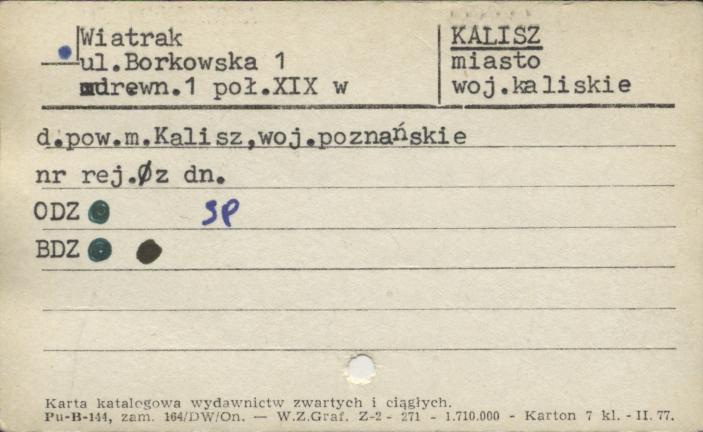 Wiatrak
ul.Borkowska 1
drewn.1 poł.XIX w
KALISZ
miasto
woj.kaliskie
d.pow.m.Kalisz,woj.poznańskie
nr rej.Øz dn.
ODZ SP
BDZ
Karta katalogowa wydawnictw zwartych i ciągłych.
Pu-B-144, zam. 164/DW/On. — W.Z.Graf. Z-2 - 271 - 1.710.000 - Karton 7 kl. - II. 77.